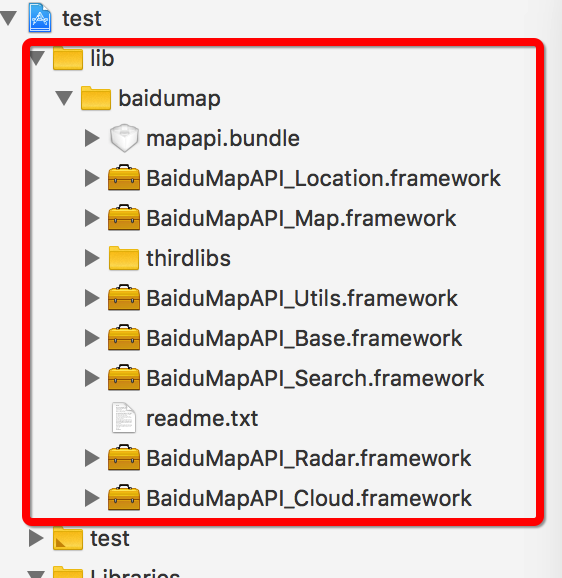 test
lib
baidumap
mapapi.bundle
BaiduMapAPI_Location.framework
BaiduMapAPI_Map.framework
thirdlibs
BaiduMapAPI_Utils.framework
BaiduMapAPI_Base.framework
BaiduMapAPI_Search.framework
readme.txt
BaiduMapAPI_Radar.framework
BaiduMapAPI_Cloud.framework
test
Libraries